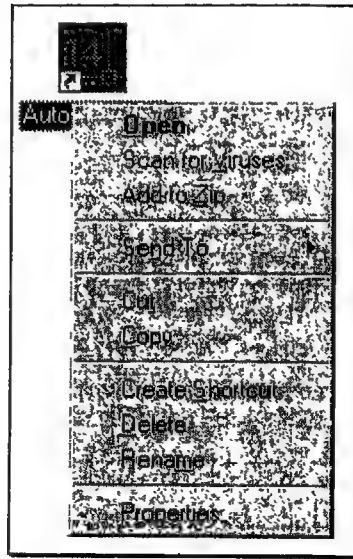 Auto
Open
Scan for Viruses
Add to Zip
Send To
Cut
Copy
Create Shortcut
Delete
Rename
Properties